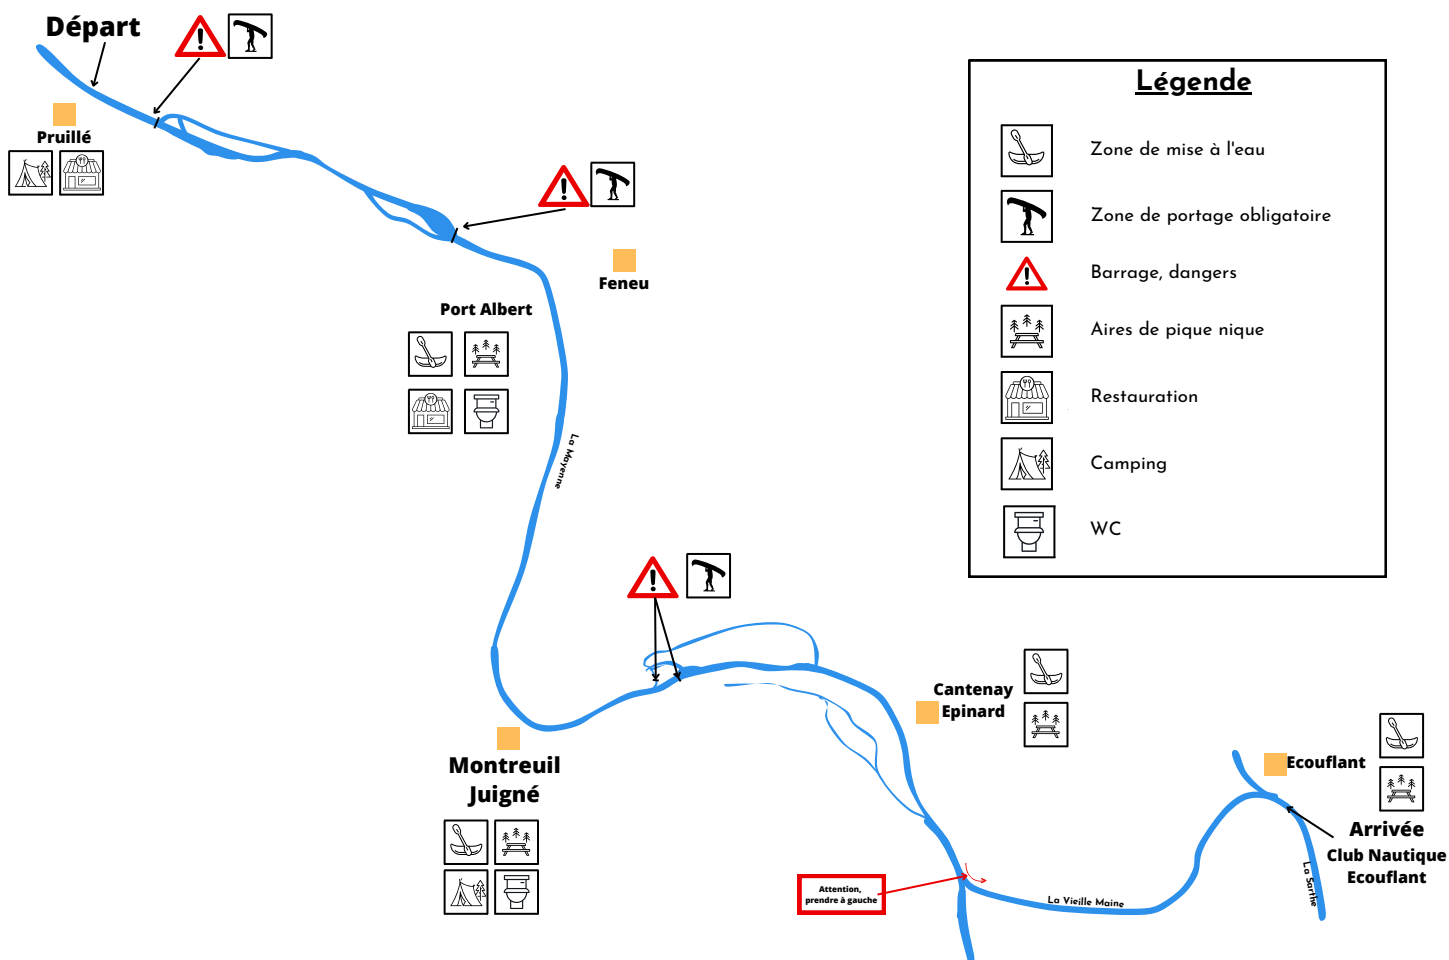 Départ
Pruillé
Feneu
Port Albert
La Mayenne
Montreuil
Juigné
Cantenay
Epinard
Ecouflant
Arrivée
Club Nautique
Ecouflant
Attention,
prendre à gauche
La Vieille Maine
La Sarthe
Légende
Zone de mise à l'eau
Zone de portage obligatoire
Barrage, dangers
Aires de pique nique
Restauration
Camping
WC